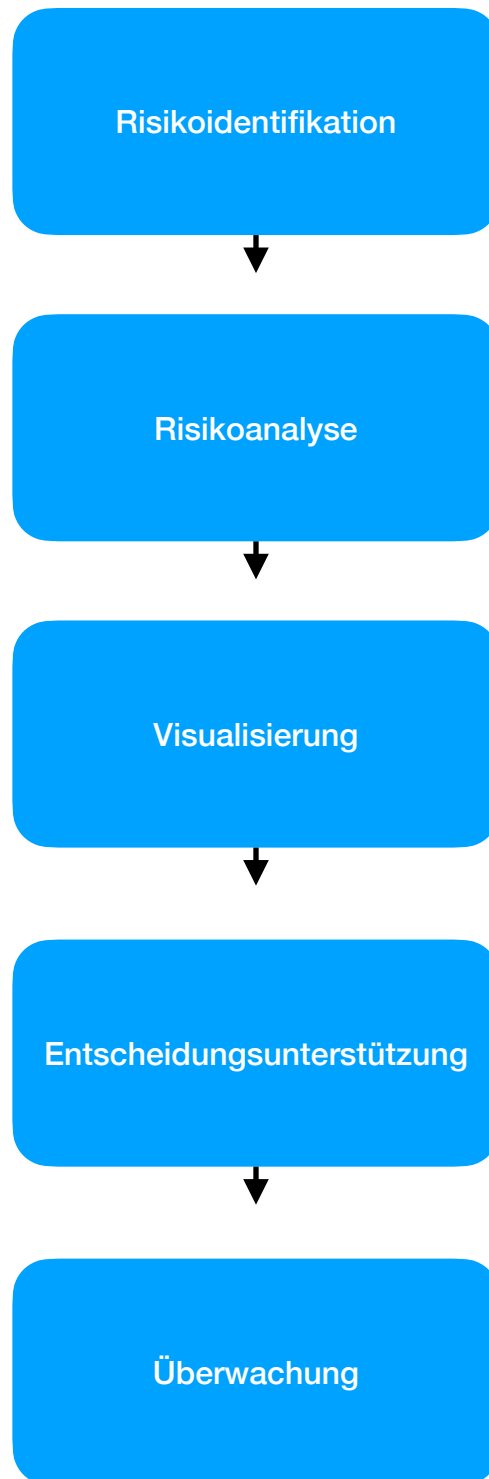 Risikoidentifikation
Risikoanalyse
Visualisierung
Entscheidungsunterstützung
Überwachung